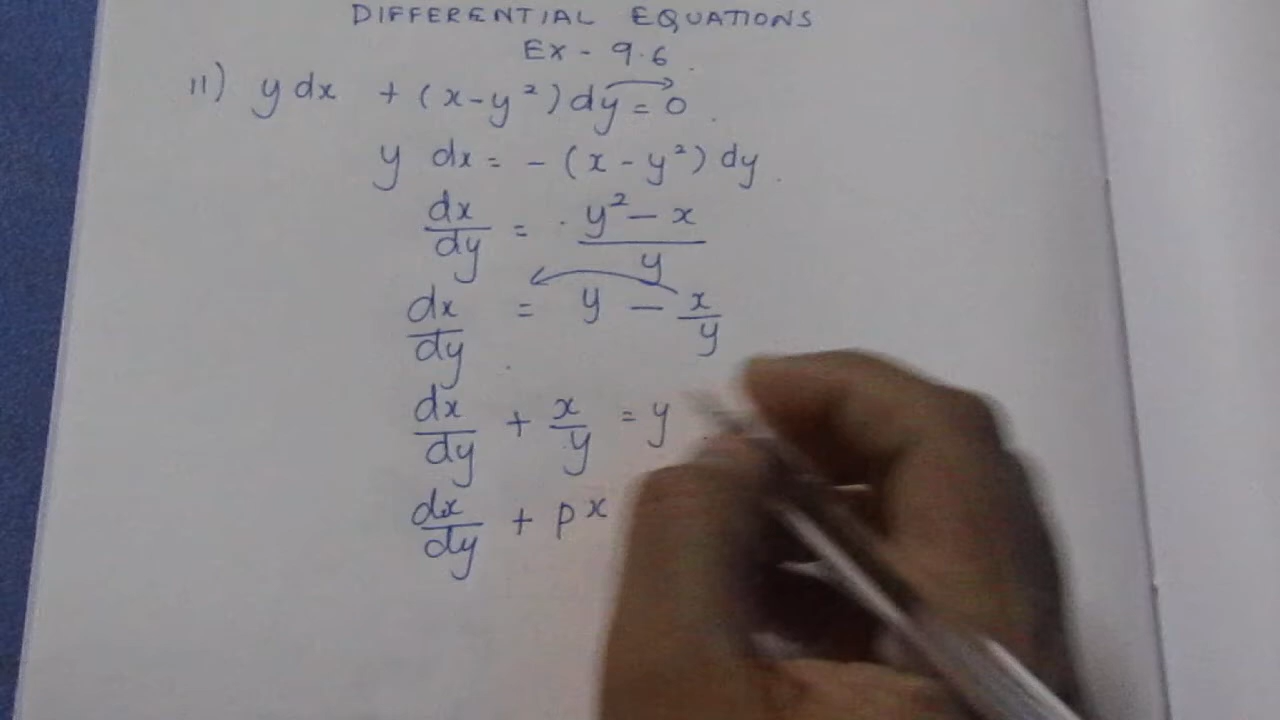 DIFFERENTIAL EQUATIONS
EX - 9.6
11) y dx + (x-y²) dy = 0
y dx = - (x - y²) dy
dx/dy = y² - x / y
dx/dy = y - x/y
dx/dy + x/y = y
dx/dy + px